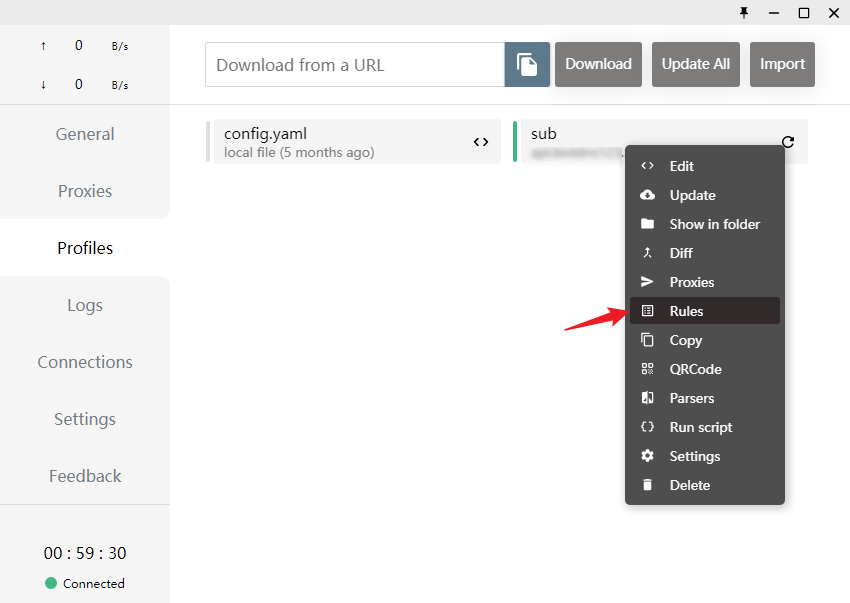 ↑ 0 B/s
↓ 0 B/s
General
Proxies
Profiles
Logs
Connections
Settings
Feedback
00 : 59 : 30
Connected
Download from a URL
Download
Update All
Import
config.yaml
local file (5 months ago)
sub
Edit
Update
Show in folder
Diff
Proxies
Rules
Copy
QRCode
Parsers
Run script
Settings
Delete